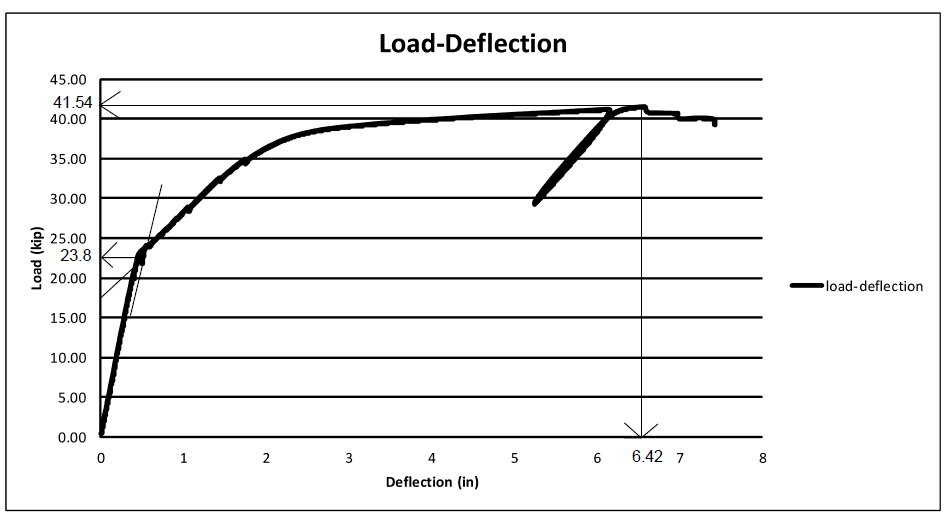 Load-Deflection
45.00
41.54
40.00
35.00
30.00
25.00
23.8
20.00
15.00
10.00
5.00
0.00
Load (kip)
0 1 2 3 4 5 6 6.42 7 8
Deflection (in)
load-deflection